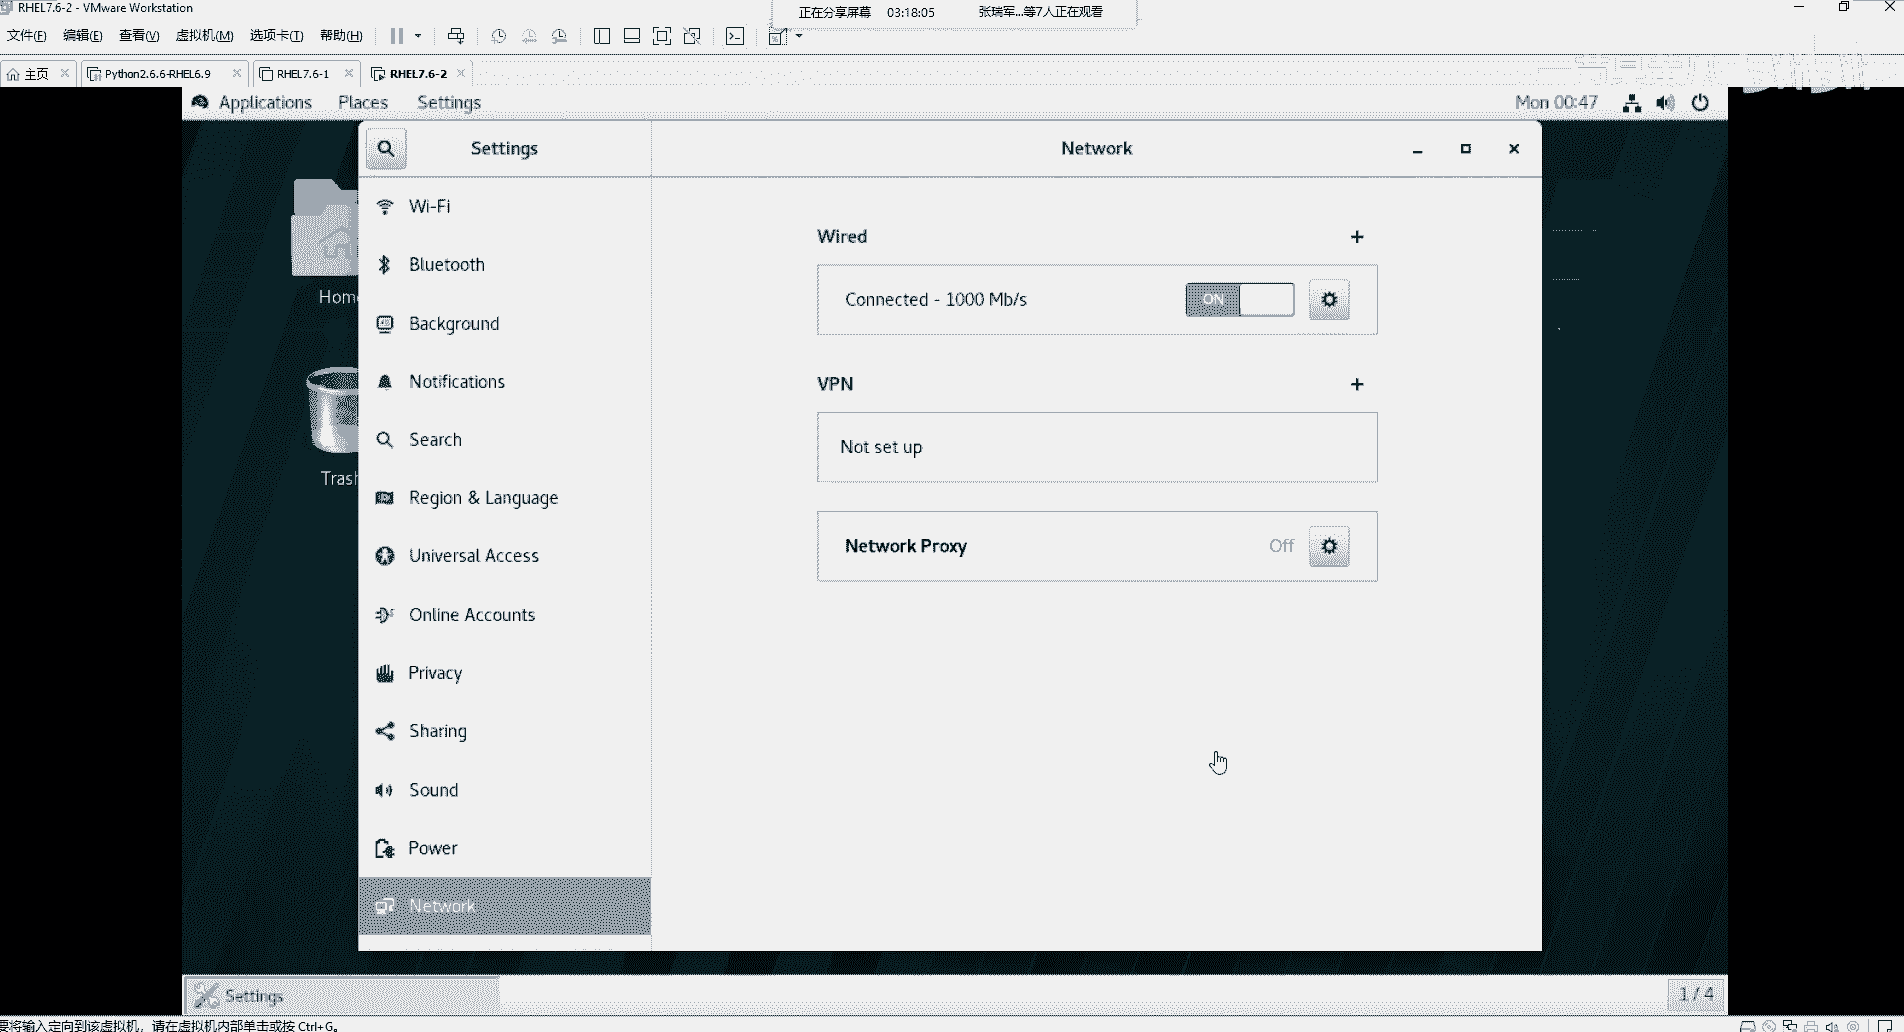 RHEL7.6-2 - VMware Workstation
正在分享屏幕 03:18:05 张瑞军...等7人正在观看
文件(F) 编辑(E) 查看(V) 虚拟机(M) 选项卡(T) 帮助(H)
主页 Python2.6.6-RHEL6.9 RHEL7.6-1 RHEL7.6-2
Applications Places Settings Mon 00:47
Settings Network
Home
Trash
Wi-Fi
Bluetooth
Background
Notifications
Search
Region & Language
Universal Access
Online Accounts
Privacy
Sharing
Sound
Power
Network
Wired
Connected - 1000 Mb/s ON
VPN
Not set up
Network Proxy Off
Settings 1 / 4
要将输入定向到该虚拟机，请在虚拟机内部单击或按 Ctrl+G。